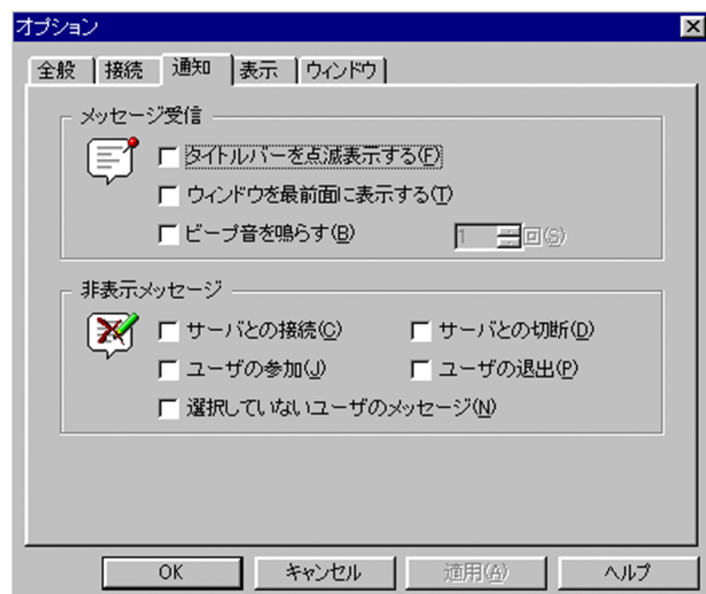 オプション
全般 接続 通知 表示 ウィンドウ
メッセージ受信
タイトルバーを点滅表示する(F)
ウィンドウを最前面に表示する(T)
ビープ音を鳴らす(B) 1 回(S)
非表示メッセージ
サーバとの接続(C) サーバとの切断(D)
ユーザの参加(J) ユーザの退出(P)
選択していないユーザのメッセージ(N)
OK キャンセル 適用(A) ヘルプ